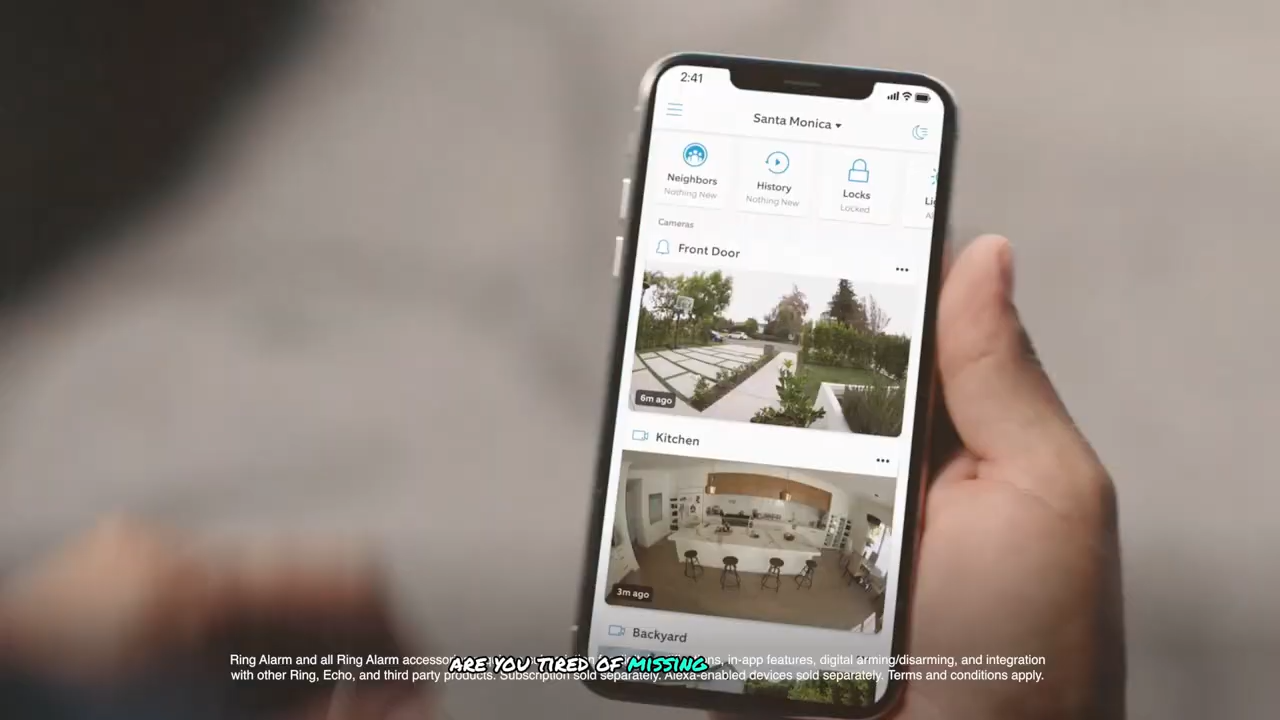 2:41
Santa Monica
Neighbors
Nothing New
History
Nothing New
Locks
Locked
Cameras
Front Door
6m ago
Kitchen
3m ago
Backyard
ARE YOU TIRED OF MISSING
Ring Alarm and all Ring Alarm in-app features, digital arming/disarming, and integration
with other Ring, Echo, and third party products. Subscription sold separately. Alexa-enabled devices sold separately. Terms and conditions apply.